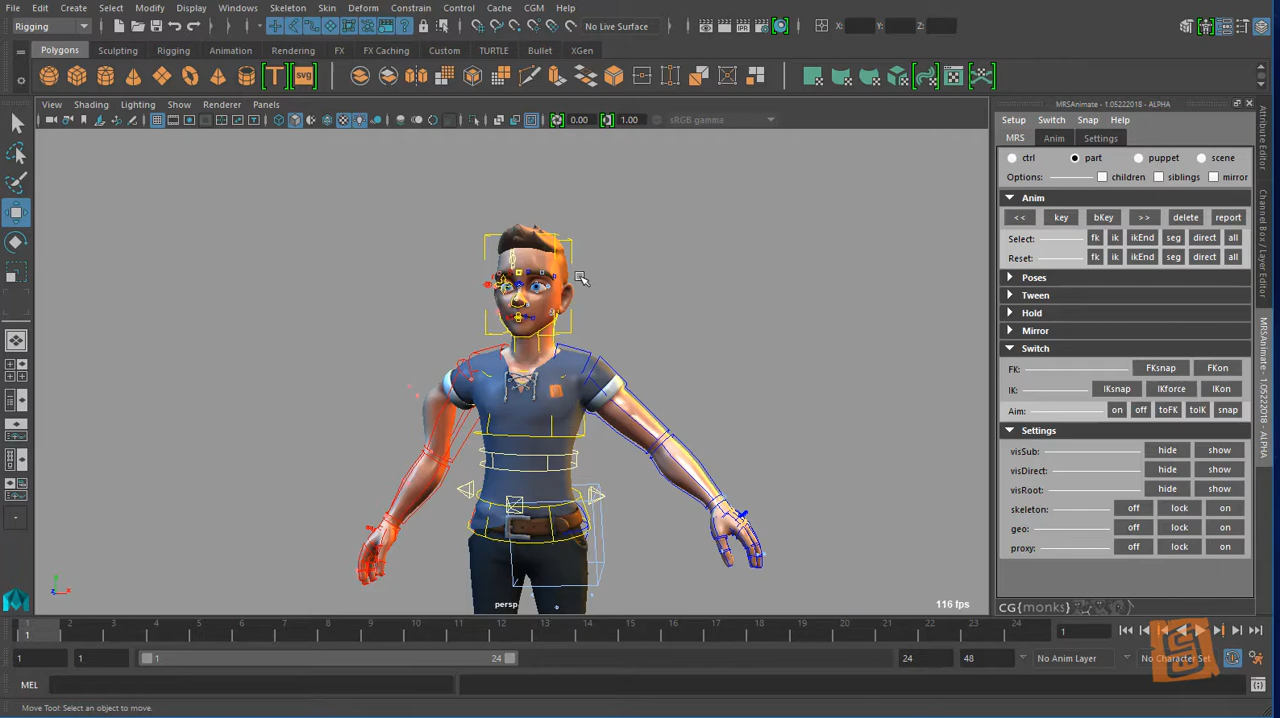 File Edit Create Select Modify Display Windows Skeleton Skin Deform Constrain Control Cache CGM Help
Rigging No Live Surface X: Y: Z:
Polygons Sculpting Rigging Animation Rendering FX FX Caching Custom TURTLE Bullet XGen
T svg
View Shading Lighting Show Renderer Panels
0.00 1.00 sRGB gamma
MRSAnimate - 1.05222018 - ALPHA
Setup Switch Snap Help
MRS Anim Settings
ctrl part puppet scene
Options: children siblings mirror
Anim
<< key bKey >> delete report
Select: fk ik ikEnd seg direct all
Reset: fk ik ikEnd seg direct all
Poses
Tween
Hold
Mirror
Switch
FK: FKsnap FKon
IK: IKsnap IKforce IKon
Aim: on off toFK toIK snap
Settings
visSub: hide show
visDirect: hide show
visRoot: hide show
skeleton: off lock on
geo: off lock on
proxy: off lock on
CG{monks}
Attribute Editor
Channel Box / Layer Editor
MRSAnimate - 1.05222018 - ALPHA
persp
116 fps
1 2 3 4 5 6 7 8 9 10 11 12 13 14 15 16 17 18 19 20 21 22 23 24
1 1
1 1 1 24 24 48 No Anim Layer No Character Set
MEL
Move Tool: Select an object to move.